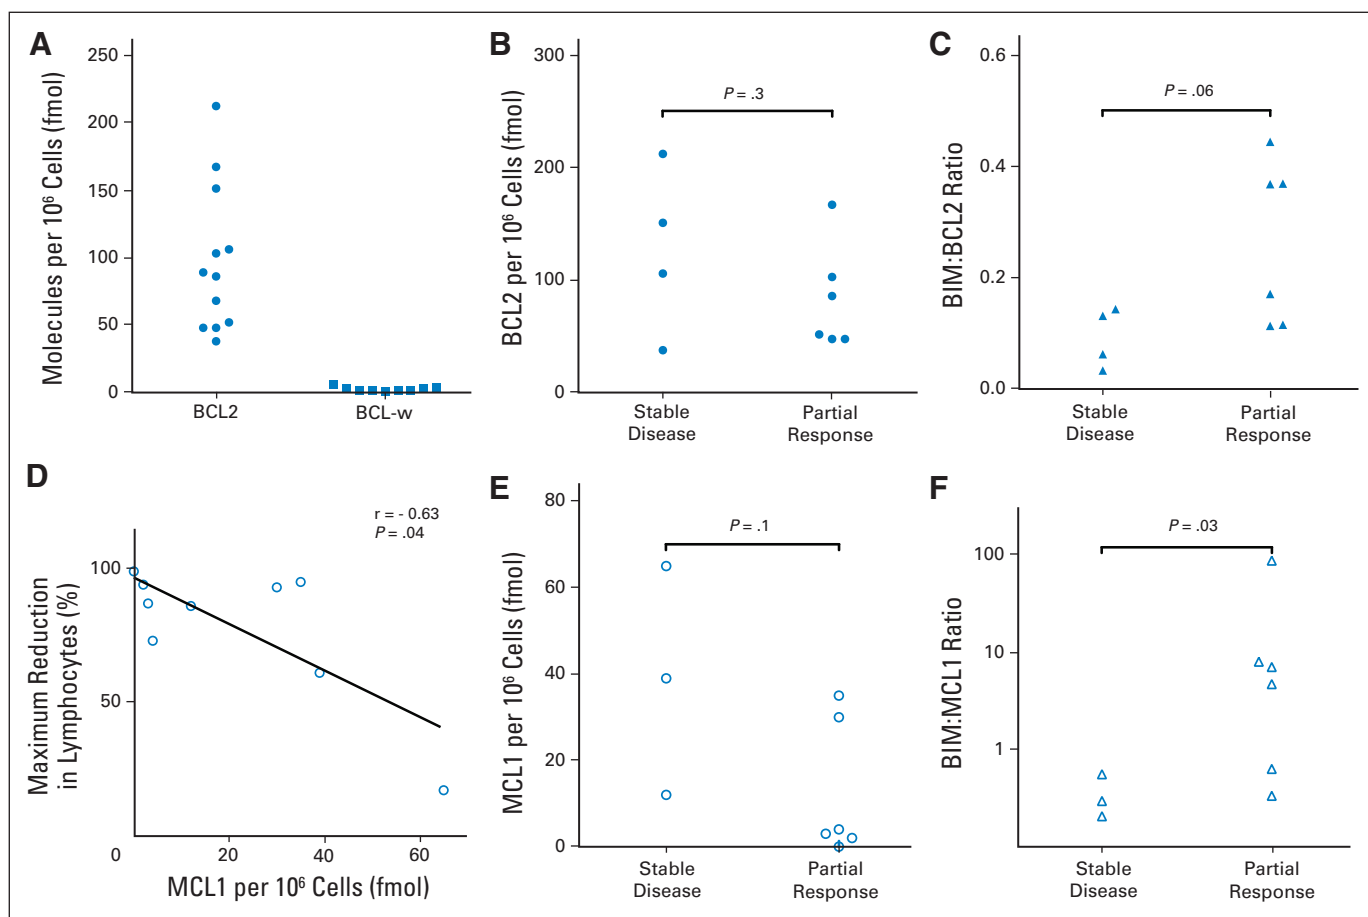 A
Molecules per 10⁶ Cells (fmol)
250
200
150
100
50
0
BCL2
BCL-w
B
BCL2 per 10⁶ Cells (fmol)
300
200
100
0
P = .3
Stable
Disease
Partial
Response
C
BIM:BCL2 Ratio
0.6
0.4
0.2
0.0
P = .06
Stable
Disease
Partial
Response
D
Maximum Reduction
in Lymphocytes (%)
100
50
r = - 0.63
P = .04
0
20
40
60
MCL1 per 10⁶ Cells (fmol)
E
MCL1 per 10⁶ Cells (fmol)
80
60
40
20
0
P = .1
Stable
Disease
Partial
Response
F
BIM:MCL1 Ratio
100
10
1
P = .03
Stable
Disease
Partial
Response